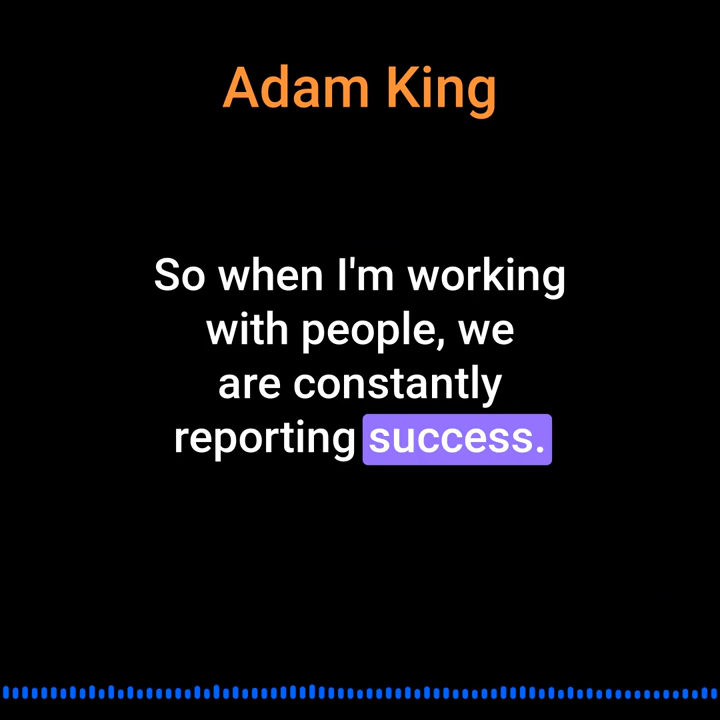 Adam King
So when I'm working
with people, we
are constantly
reporting success.